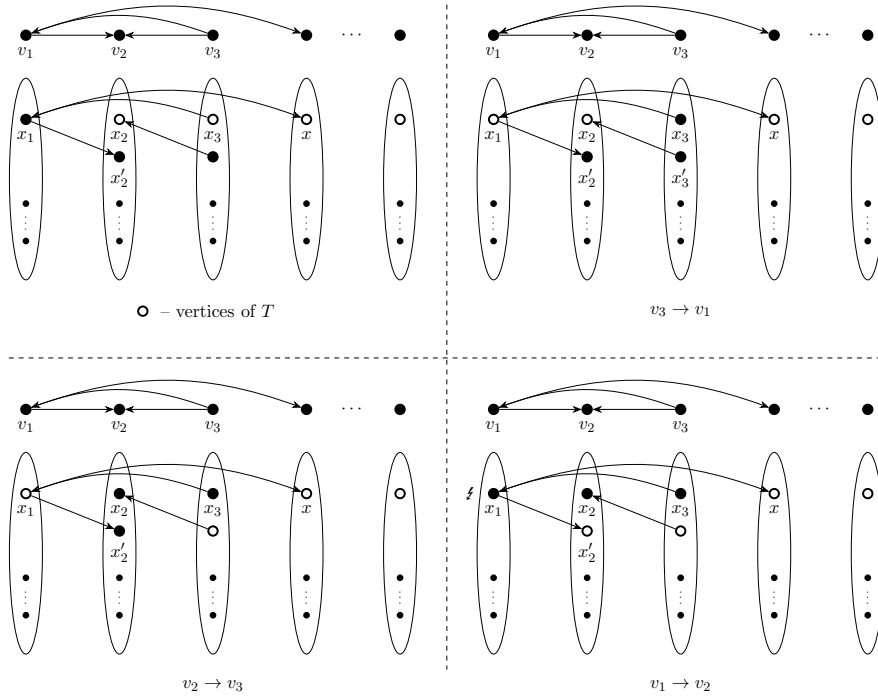 ⋯
v₁ v₂ v₃
x₁ x₂ x₃ x
x′₂
– vertices of T
⋯
v₁ v₂ v₃
x₁ x₂ x₃ x
x′₂ x′₃
v₃ → v₁
⋯
v₁ v₂ v₃
x₁ x₂ x₃ x
x′₂
v₂ → v₃
⋯
v₁ v₂ v₃
x₁ x₂ x₃ x
x′₂
v₁ → v₂